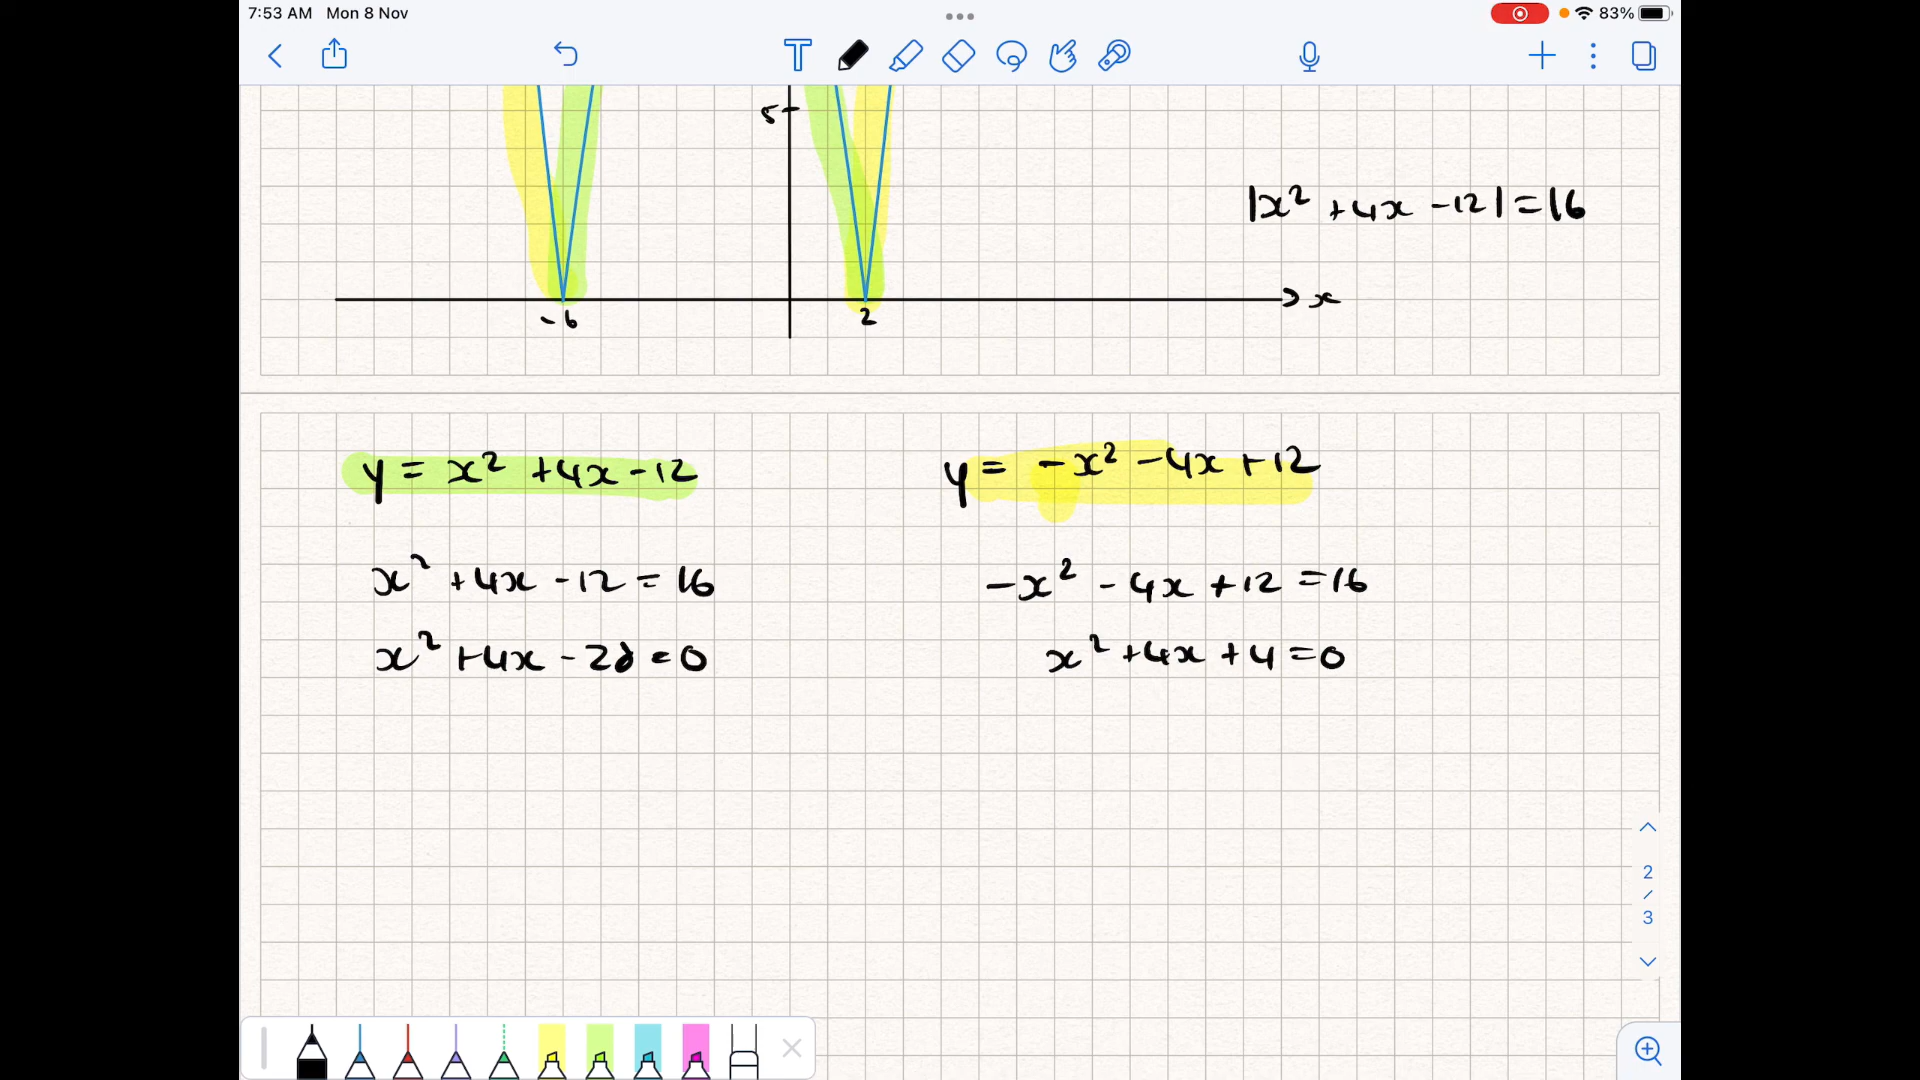 7:53 AM Mon 8 Nov
83%
5
|x² +4x -12|=16
-6
2
x
y = x² +4x -12
y = -x² -4x +12
x² +4x -12 = 16
-x² -4x +12 =16
x² +4x -28 = 0
x² +4x +4 =0
2
/
3